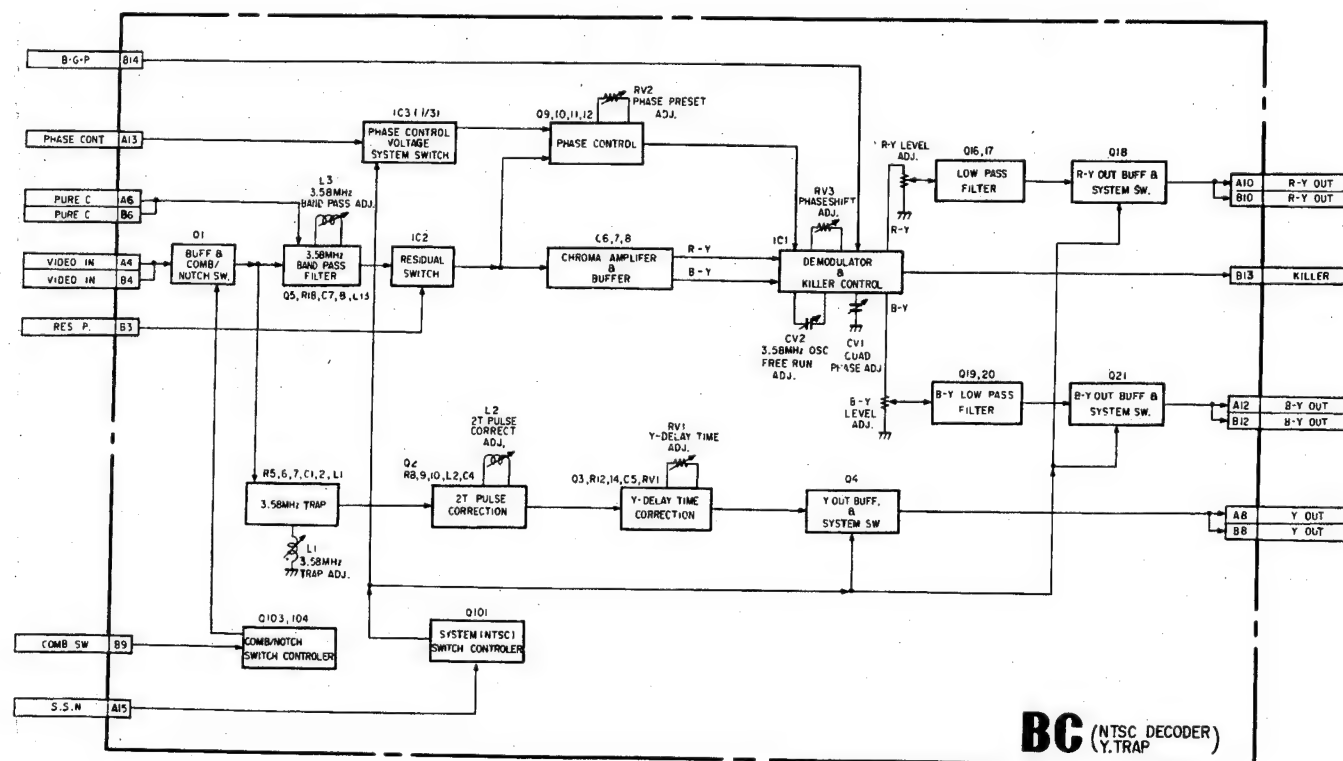 B·G·P B14
PHASE CONT A13
PURE C A6
PURE C B6
VIDEO IN A4
VIDEO IN B4
RES P. B3
COMB SW B9
S.S.N A15
Q1
BUFF &
COMB/
NOTCH SW.
IC3 (1/3)
PHASE CONTROL
VOLTAGE
SYSTEM SWITCH
L3
3.58MHz
BAND PASS ADJ.
3.58MHz
BAND PASS
FILTER
Q5, R18, C7, 8, L13
IC2
RESIDUAL
SWITCH
RV2
PHASE PRESET
ADJ.
Q9,10,11,12
PHASE CONTROL
C6,7,8
CHROMA AMPLIFER
&
BUFFER
R-Y
B-Y
RV3
PHASESHIFT
ADJ.
IC1
DEMODULATOR
&
KILLER CONTROL
CV2
3.58MHz OSC
FREE RUN
ADJ.
CV1
QUAD
PHASE ADJ
R-Y LEVEL
ADJ.
R-Y
B-Y
B-Y
LEVEL ADJ.
Q16,17
LOW PASS
FILTER
Q18
R-Y OUT BUFF &
SYSTEM SW.
Q19,20
B-Y LOW PASS
FILTER
Q21
B-Y OUT BUFF &
SYSTEM SW.
A10 R-Y OUT
B10 R-Y OUT
B13 KILLER
A12 B-Y OUT
B12 B-Y OUT
A8 Y OUT
B8 Y OUT
R5,6,7, C1,2, L1
3.58MHz TRAP
L1
3.58MHz
TRAP ADJ.
L2
2T PULSE
CORRECT
ADJ.
Q2
R8,9,10, L2, C4
2T PULSE
CORRECTION
RV1
Y-DELAY TIME
ADJ.
Q3, R12, 14, C5, RV1
Y-DELAY TIME
CORRECTION
Q4
Y OUT BUFF.
&
SYSTEM SW
Q103, 104
COMB/NOTCH
SWITCH CONTROLER
Q101
SYSTEM (NTSC)
SWITCH CONTROLER
BC (NTSC DECODER)
Y.TRAP